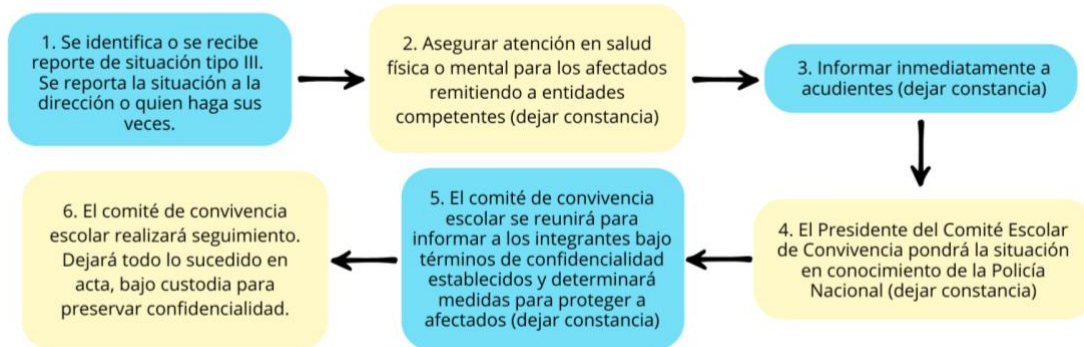 1. Se identifica o se recibe
reporte de situación tipo III.
Se reporta la situación a la
dirección o quien haga sus
veces.
2. Asegurar atención en salud
física o mental para los afectados
remitiendo a entidades
competentes (dejar constancia)
3. Informar inmediatamente a
acudientes (dejar constancia)
4. El Presidente del Comité Escolar
de Convivencia pondrá la situación
en conocimiento de la Policía
Nacional (dejar constancia)
5. El comité de convivencia
escolar se reunirá para
informar a los integrantes bajo
términos de confidencialidad
establecidos y determinará
medidas para proteger a
afectados (dejar constancia)
6. El comité de convivencia
escolar realizará seguimiento.
Dejará todo lo sucedido en
acta, bajo custodia para
preservar confidencialidad.